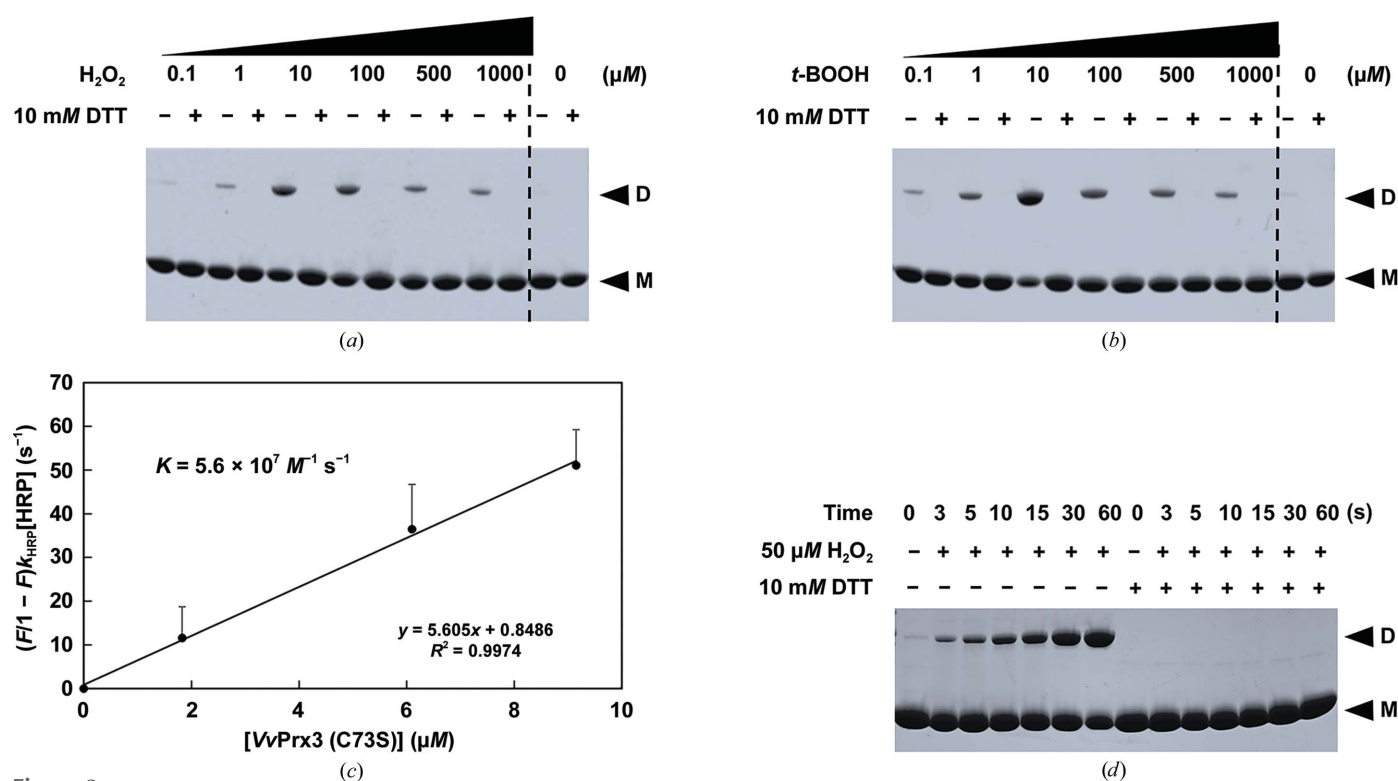 H₂O₂ 0.1 1 10 100 500 1000 0 (µM)
10 mM DTT – + – + – + – + – + – + – +
D
M
(a)
t-BOOH 0.1 1 10 100 500 1000 0 (µM)
10 mM DTT – + – + – + – + – + – + – +
D
M
(b)
70
60
50
40
30
20
10
0
(F/1 – F)k_HRP[HRP] (s⁻¹)
K = 5.6 × 10⁷ M⁻¹ s⁻¹
y = 5.605x + 0.8486
R² = 0.9974
0 2 4 6 8 10
[VvPrx3 (C73S)] (µM)
(c)
Time 0 3 5 10 15 30 60 0 3 5 10 15 30 60 (s)
50 µM H₂O₂ – + + + + + + – + + + + + +
10 mM DTT – – – – – – – + + + + + + +
D
M
(d)